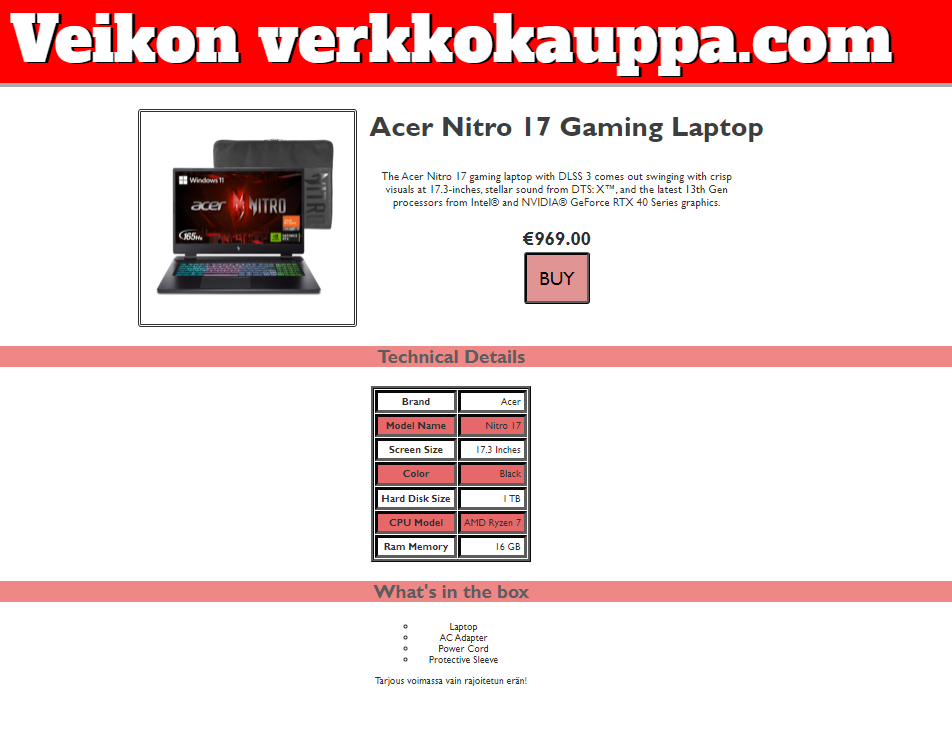 Veikon verkkokauppa.com
Acer Nitro 17 Gaming Laptop
Windows 11
acer NITRO
165Hz
The Acer Nitro 17 gaming laptop with DLSS 3 comes out swinging with crisp
visuals at 17.3-inches, stellar sound from DTS: X™, and the latest 13th Gen
processors from Intel® and NVIDIA® GeForce RTX 40 Series graphics.
€969.00
BUY
Technical Details
Brand Acer
Model Name Nitro 17
Screen Size 17.3 Inches
Color Black
Hard Disk Size 1 TB
CPU Model AMD Ryzen 7
Ram Memory 16 GB
What's in the box
Laptop
AC Adapter
Power Cord
Protective Sleeve
Tarjous voimassa vain rajoitetun erän!